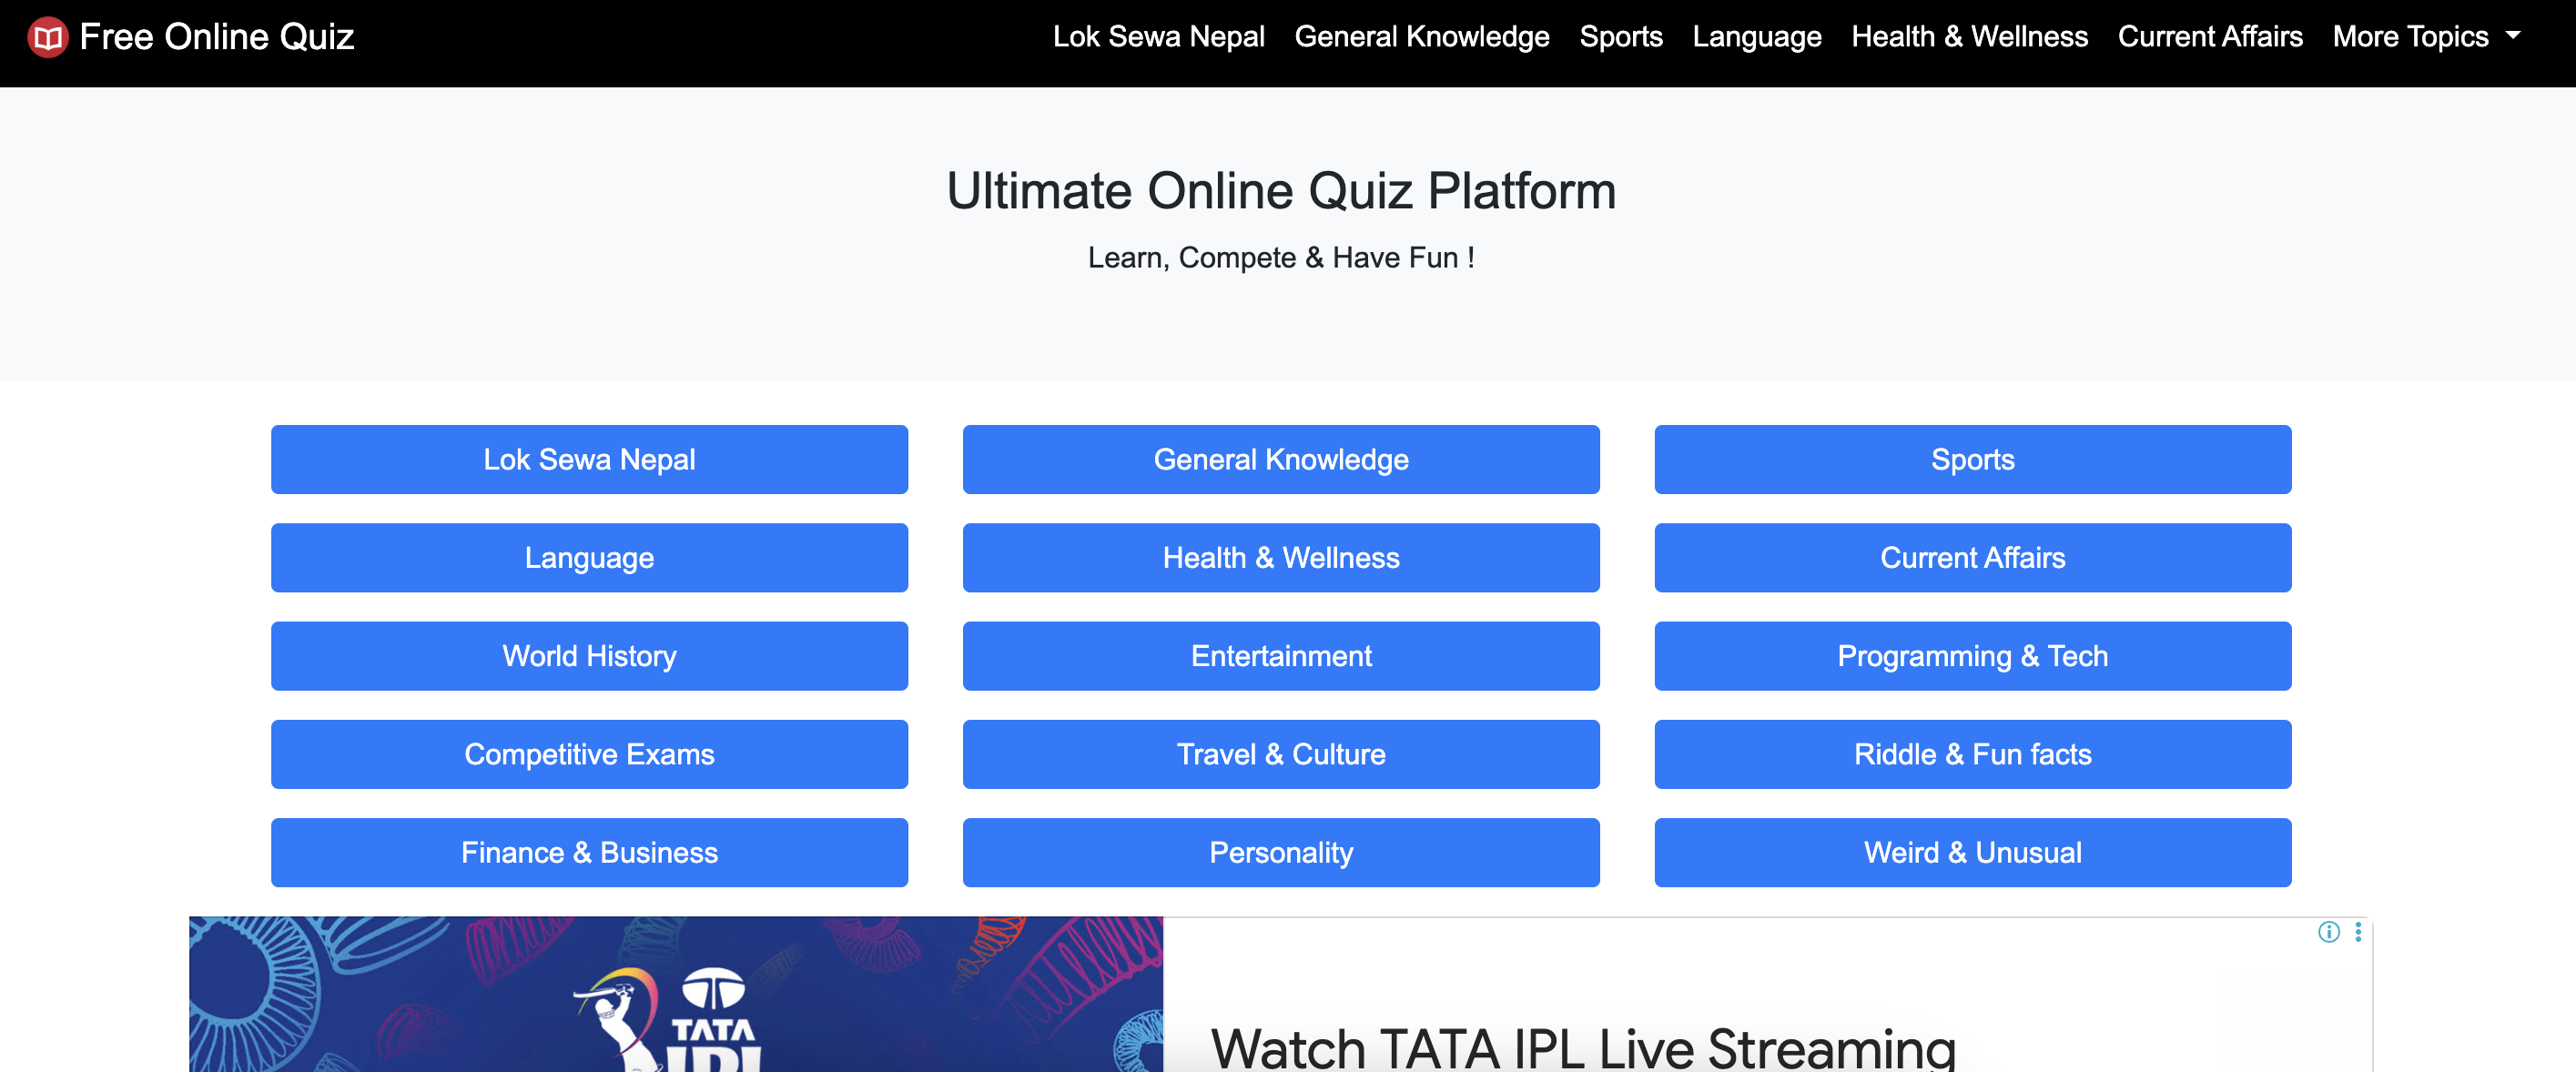 Free Online Quiz
Lok Sewa Nepal General Knowledge Sports Language Health & Wellness Current Affairs More Topics
Ultimate Online Quiz Platform
Learn, Compete & Have Fun !
Lok Sewa Nepal General Knowledge Sports
Language Health & Wellness Current Affairs
World History Entertainment Programming & Tech
Competitive Exams Travel & Culture Riddle & Fun facts
Finance & Business Personality Weird & Unusual
TATA
IPL
Watch TATA IPL Live Streaming